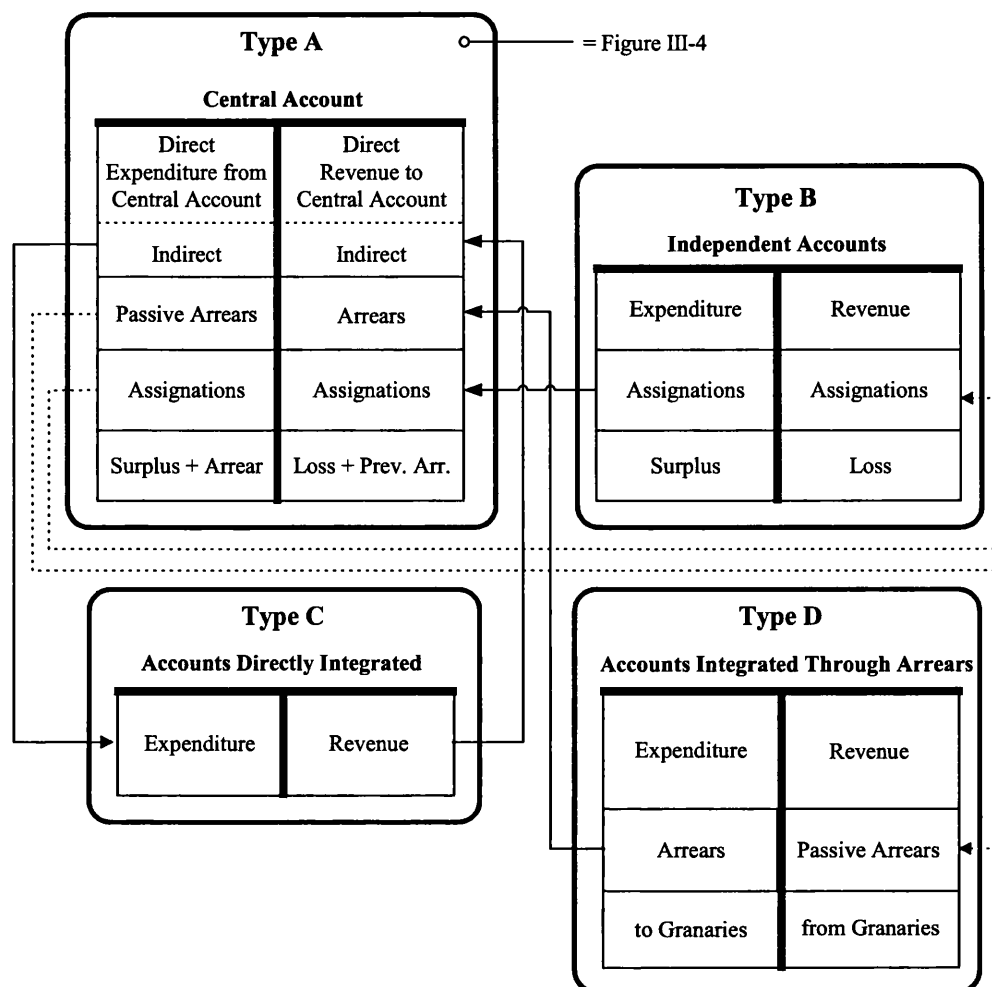 Type A
= Figure III-4
Central Account
Direct
Expenditure from
Central Account
Direct
Revenue to
Central Account
Indirect
Indirect
Passive Arrears
Arrears
Assignations
Assignations
Surplus + Arrear
Loss + Prev. Arr.
Type B
Independent Accounts
Expenditure
Revenue
Assignations
Assignations
Surplus
Loss
Type C
Accounts Directly Integrated
Expenditure
Revenue
Type D
Accounts Integrated Through Arrears
Expenditure
Revenue
Arrears
Passive Arrears
to Granaries
from Granaries